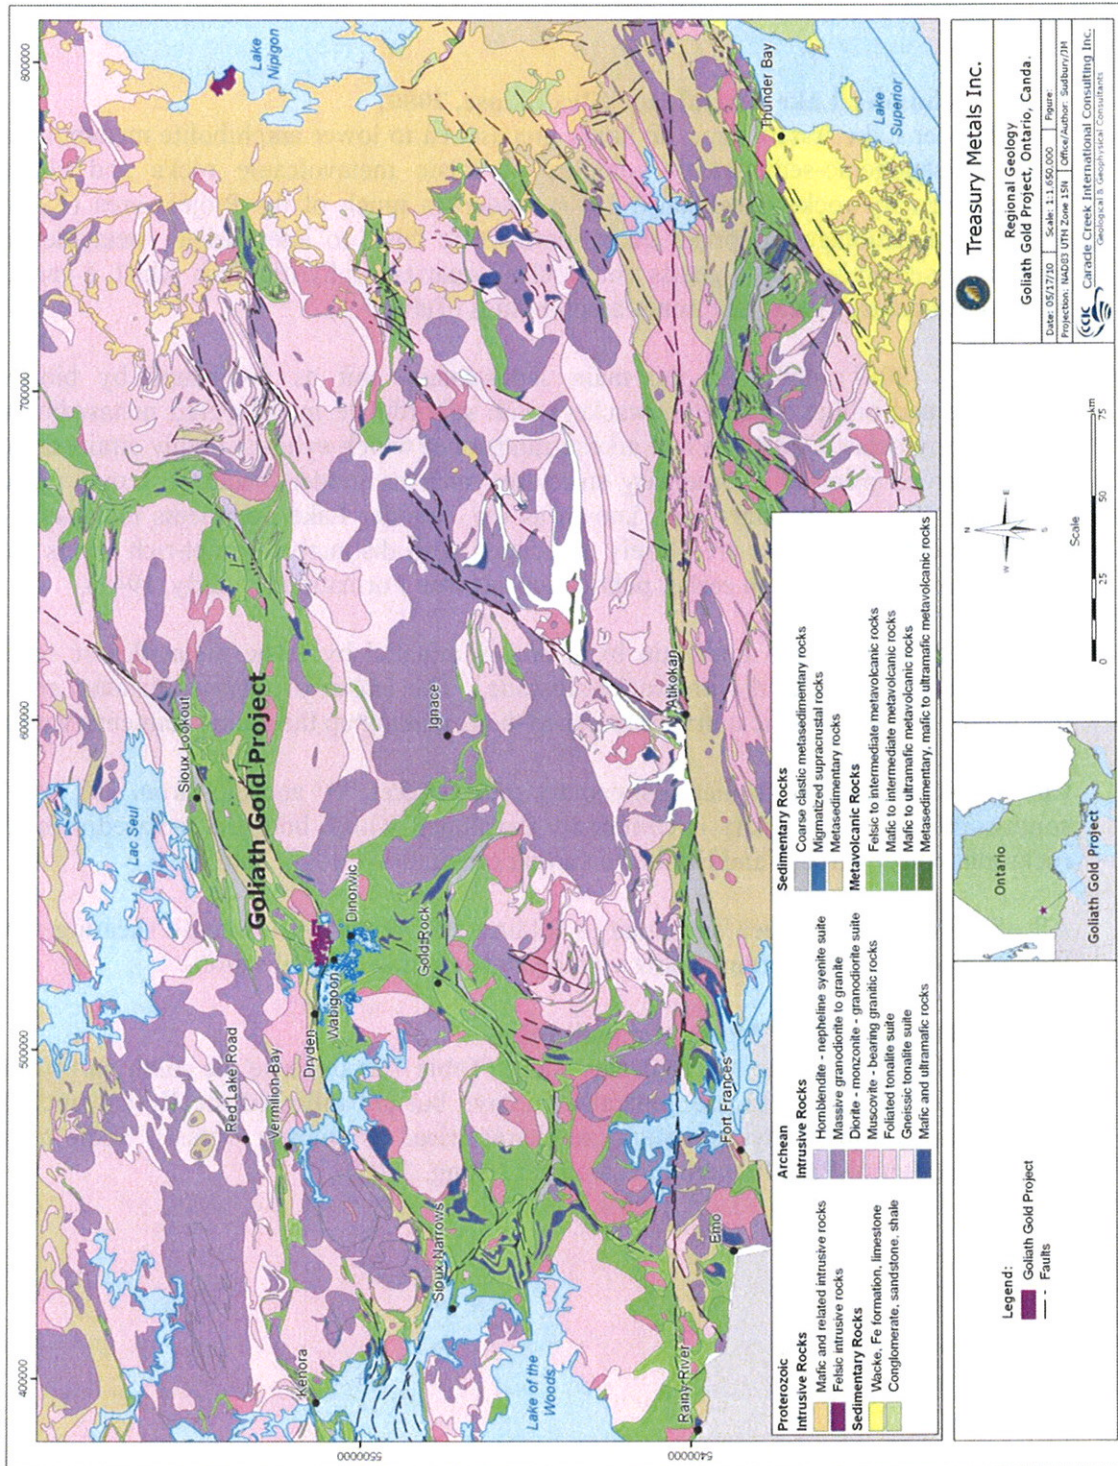 400000
500000
600000
700000
800000
5500000
5400000
Lac Seul
Lake Nipigon
Sioux Lookout
Goliath Gold Project
Red Lake Road
Vermilion Bay
Dryden
Wabigoon
Dinorwic
Kenora
Gold Rock
Ignace
Sioux Narrows
Lake of the Woods
Atikokan
Thunder Bay
Lake Superior
Rainy River
Emo
Fort Frances
Proterozoic
Intrusive Rocks
Mafic and related intrusive rocks
Felsic intrusive rocks
Sedimentary Rocks
Wacke, Fe formation, limestone
Conglomerate, sandstone, shale
Archean
Intrusive Rocks
Hornblendite - nepheline syenite suite
Massive granodiorite to granite
Diorite - monzonite - granodiorite suite
Muscovite - bearing granitic rocks
Foliated tonalite suite
Gneissic tonalite suite
Mafic and ultramafic rocks
Sedimentary Rocks
Coarse clastic metasedimentary rocks
Migmatized supracrustal rocks
Metasedimentary rocks
Metavolcanic Rocks
Felsic to intermediate metavolcanic rocks
Mafic to intermediate metavolcanic rocks
Mafic to ultramafic metavolcanic rocks
Metasedimentary, mafic to ultramafic metavolcanic rocks
Legend:
Goliath Gold Project
Faults
Ontario
Goliath Gold Project
N
W
E
S
Scale
0
25
50
75
km
Treasury Metals Inc.
Regional Geology
Goliath Gold Project, Ontario, Canda.
Date: 05/17/10
Scale: 1:1,650,000
Figure:
Projection: NAD83 UTM Zone 15N
Office/Author: Sudbury/JM
CCIC
Caracle Creek International Consulting Inc.
Geological & Geophysical Consultants